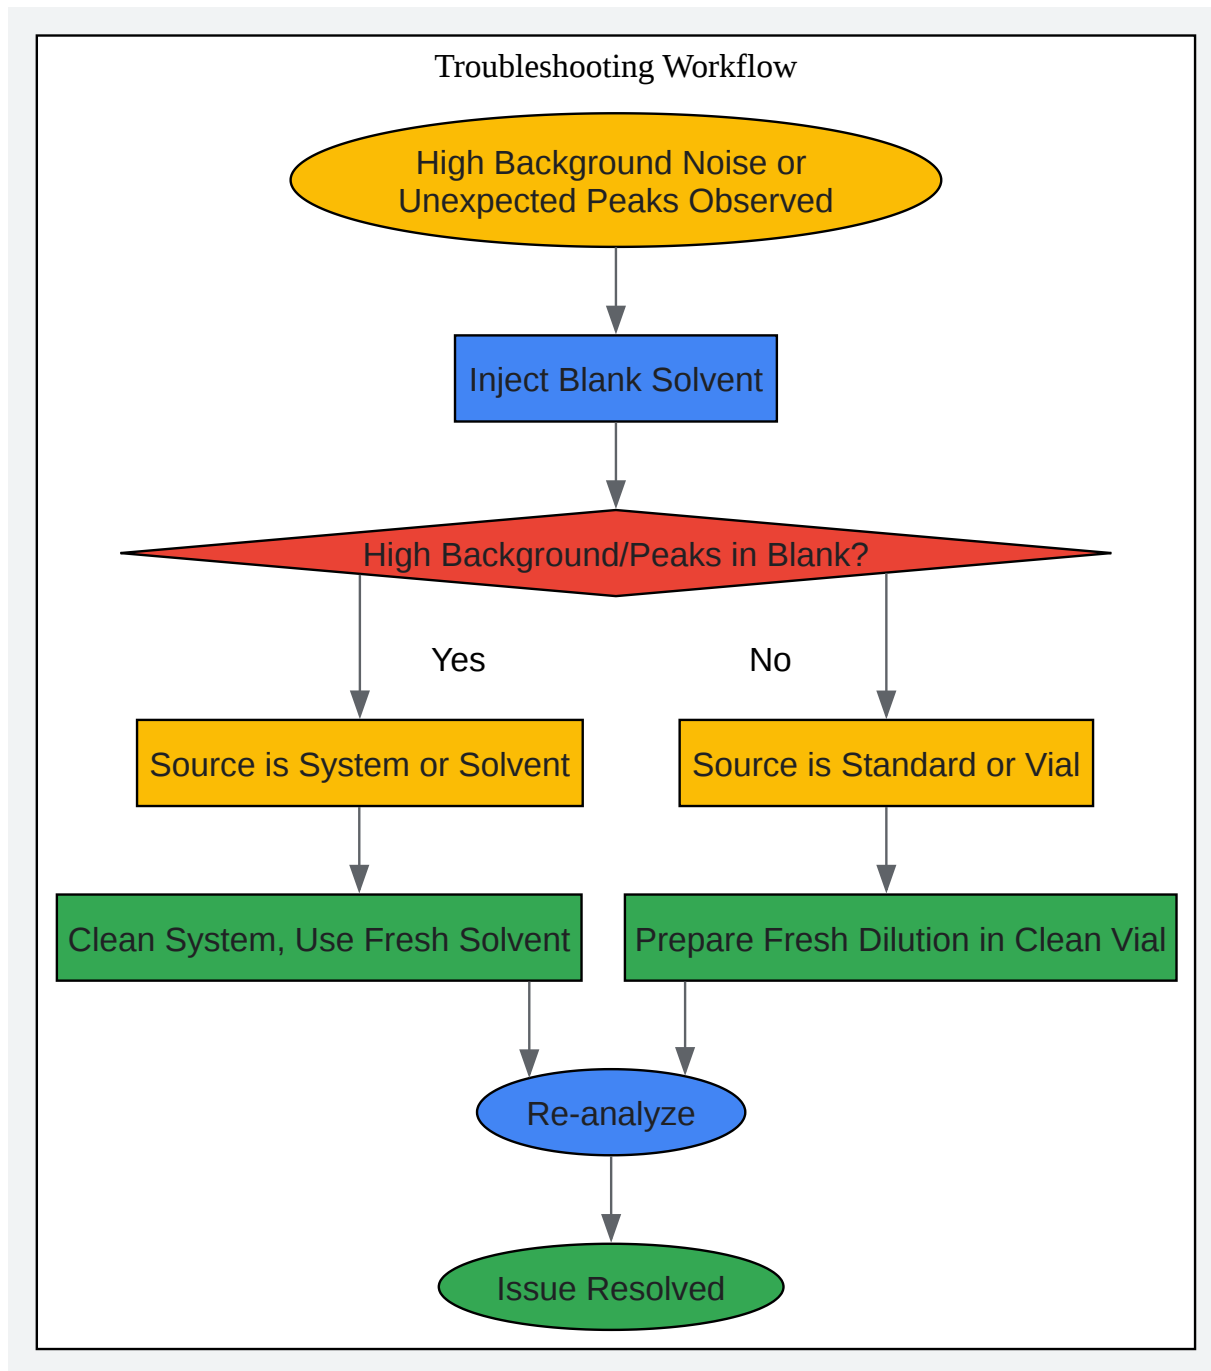 Troubleshooting Workflow
High Background Noise or
Unexpected Peaks Observed
Inject Blank Solvent
High Background/Peaks in Blank?
Yes
No
Source is System or Solvent
Source is Standard or Vial
Clean System, Use Fresh Solvent
Prepare Fresh Dilution in Clean Vial
Re-analyze
Issue Resolved